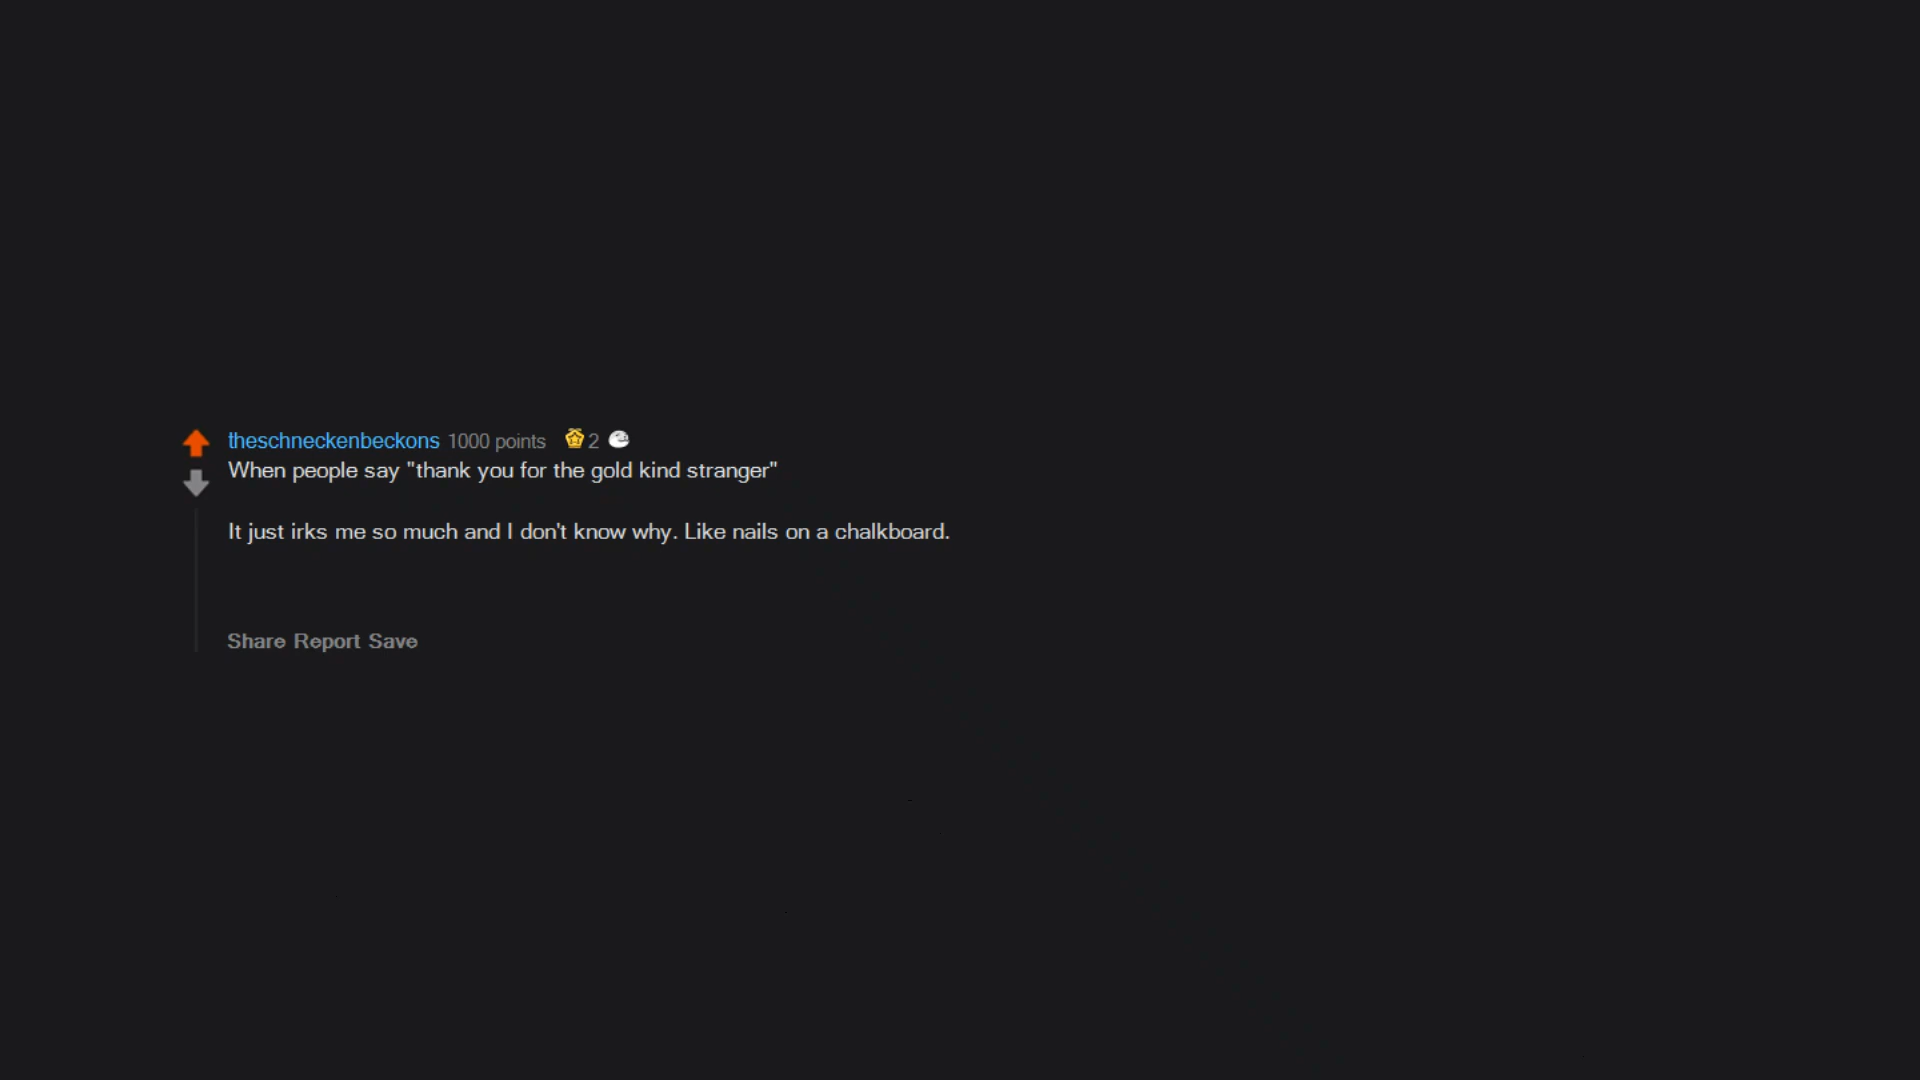 theschneckenbeckons 1000 points 2
When people say "thank you for the gold kind stranger"
It just irks me so much and I don't know why. Like nails on a chalkboard.
Share Report Save